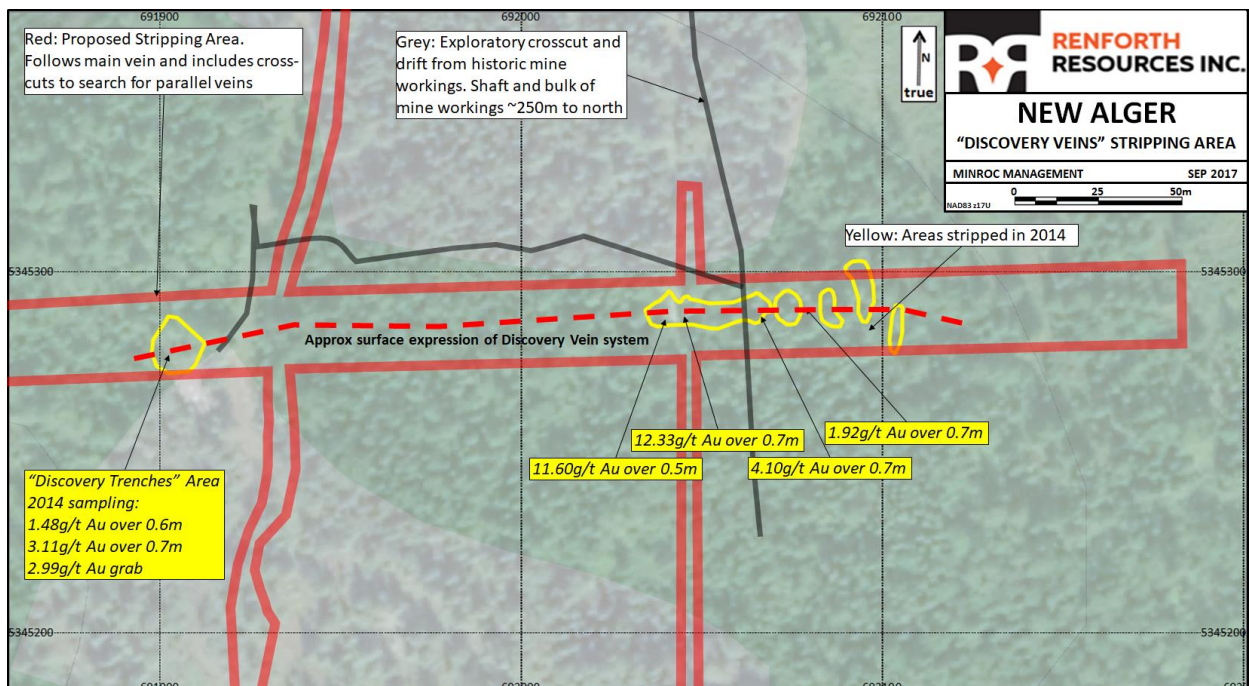 691900
692000
692100
Red: Proposed Stripping Area.
Follows main vein and includes cross-
cuts to search for parallel veins
Grey: Exploratory crosscut and
drift from historic mine
workings. Shaft and bulk of
mine workings ~250m to north
N
true
RENFORTH
RESOURCES INC.
NEW ALGER
“DISCOVERY VEINS” STRIPPING AREA
MINROC MANAGEMENT SEP 2017
0 25 50m
NAD83 z17U
Yellow: Areas stripped in 2014
5345300
5345300
Approx surface expression of Discovery Vein system
12.33g/t Au over 0.7m
1.92g/t Au over 0.7m
11.60g/t Au over 0.5m
4.10g/t Au over 0.7m
“Discovery Trenches” Area
2014 sampling:
1.48g/t Au over 0.6m
3.11g/t Au over 0.7m
2.99g/t Au grab
5345200
5345200
691900
692000
692100